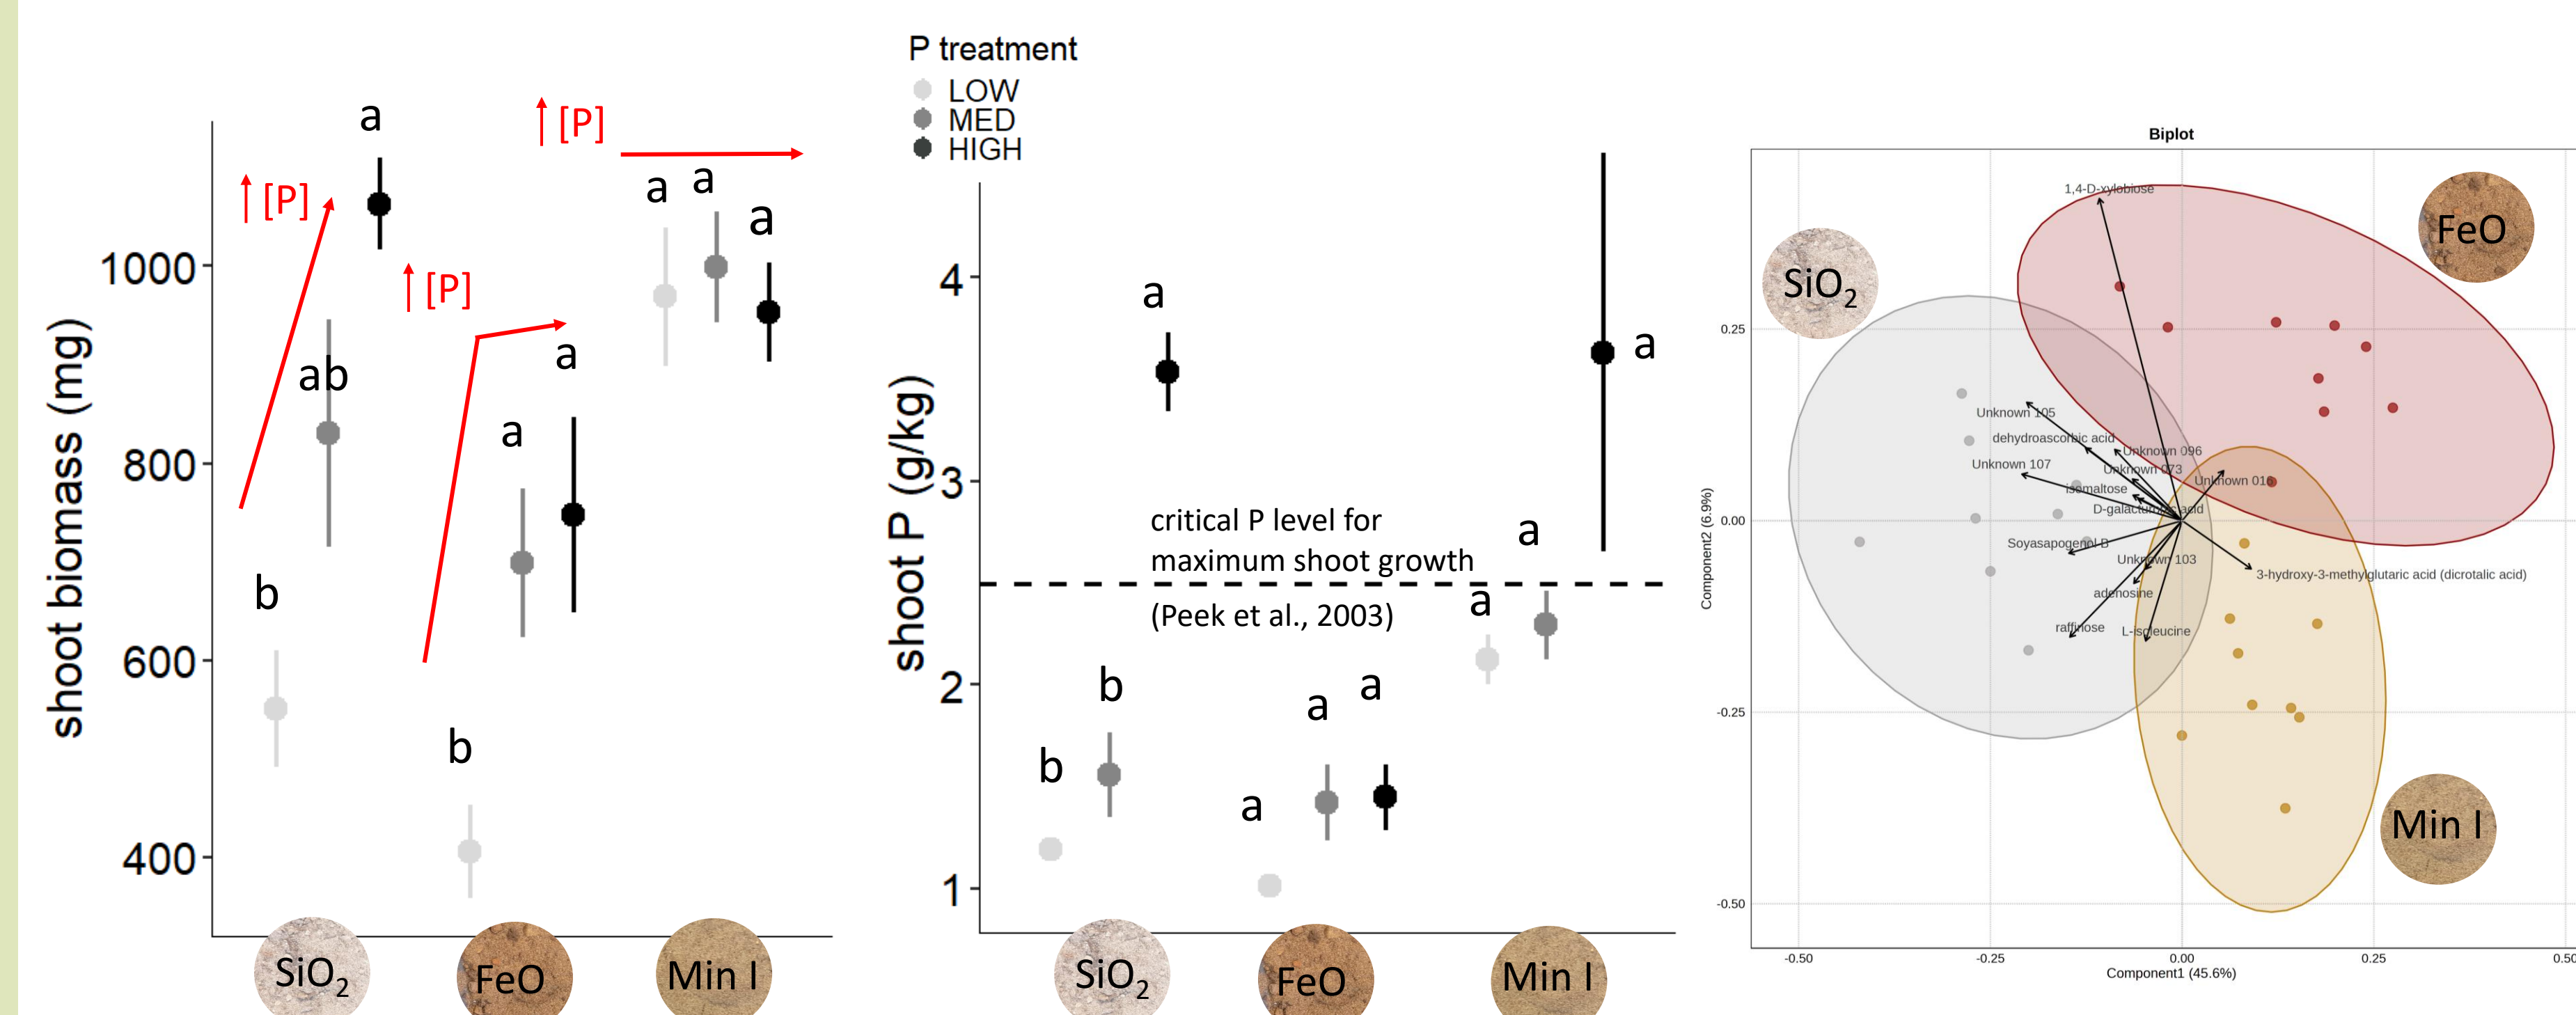 P treatment
LOW
MED
HIGH
shoot biomass (mg)
1000
800
600
400
↑ [P]
↑ [P]
↑ [P]
b
ab
a
b
a
a
a
a
a
SiO₂
FeO
Min I
shoot P (g/kg)
4
3
2
1
b
b
a
a
a
a
a
a
a
critical P level for
maximum shoot growth
(Peek et al., 2003)
SiO₂
FeO
Min I
Biplot
SiO₂
FeO
Min I
1,4-D-xylobiose
Unknown 105
dehydroascorbic acid
Unknown 096
Unknown 107
Unknown 073
Unknown 016
isomaltose
D-galacturonic acid
Soyasapogenol B
Unknown 103
3-hydroxy-3-methylglutaric acid (dicrotalic acid)
adenosine
raffinose
L-isoleucine
Component2 (6.9%)
0.25
0.00
-0.25
-0.50
-0.50
-0.25
0.00
0.25
0.50
Component1 (45.6%)